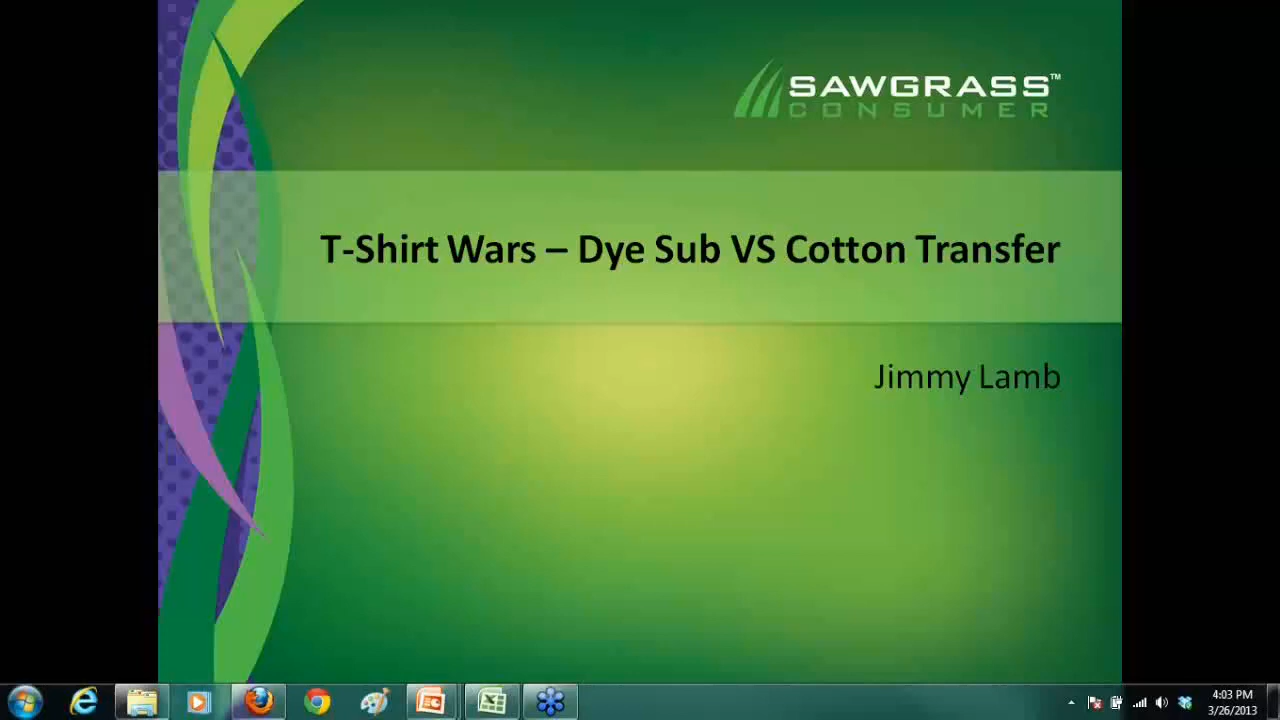 SAWGRASS™
CONSUMER
T-Shirt Wars – Dye Sub VS Cotton Transfer
Jimmy Lamb
4:03 PM
3/26/2013